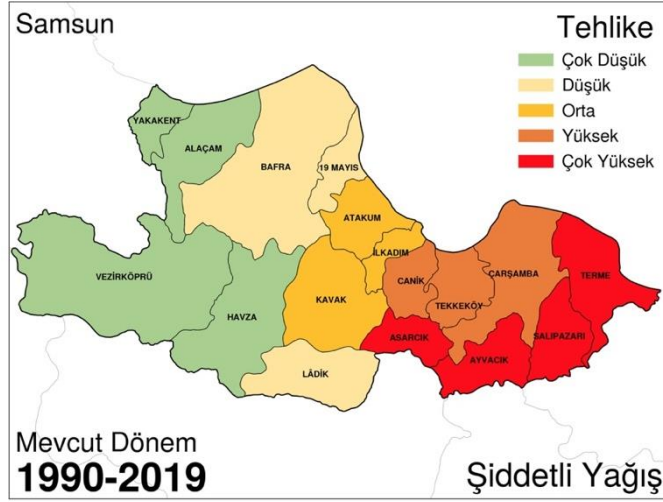 Samsun
Tehlike
Çok Düşük
Düşük
Orta
Yüksek
Çok Yüksek
YAKAKENT
ALAÇAM
BAFRA
19 MAYIS
ATAKUM
İLKADIM
VEZİRKÖPRÜ
HAVZA
KAVAK
CANİK
TEKKEKÖY
ÇARŞAMBA
TERME
ASARCIK
AYVACIK
SALIPAZARI
LÂDİK
Mevcut Dönem
1990-2019
Şiddetli Yağış